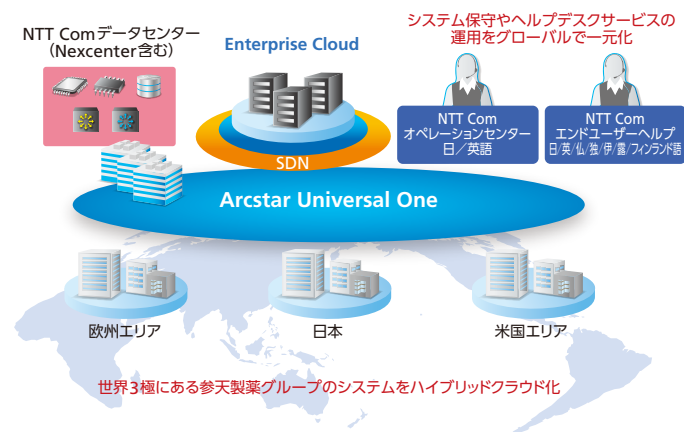 システム保守やヘルプデスクサービスの
運用をグローバルで一元化
NTT Comデータセンター
(Nexcenter含む)
Enterprise Cloud
NTT Com
オペレーションセンター
日／英語
NTT Com
エンドユーザーヘルプ
日/英/仏/独/伊/露/フィンランド語
SDN
Arcstar Universal One
欧州エリア
日本
米国エリア
世界3極にある参天製薬グループのシステムをハイブリッドクラウド化